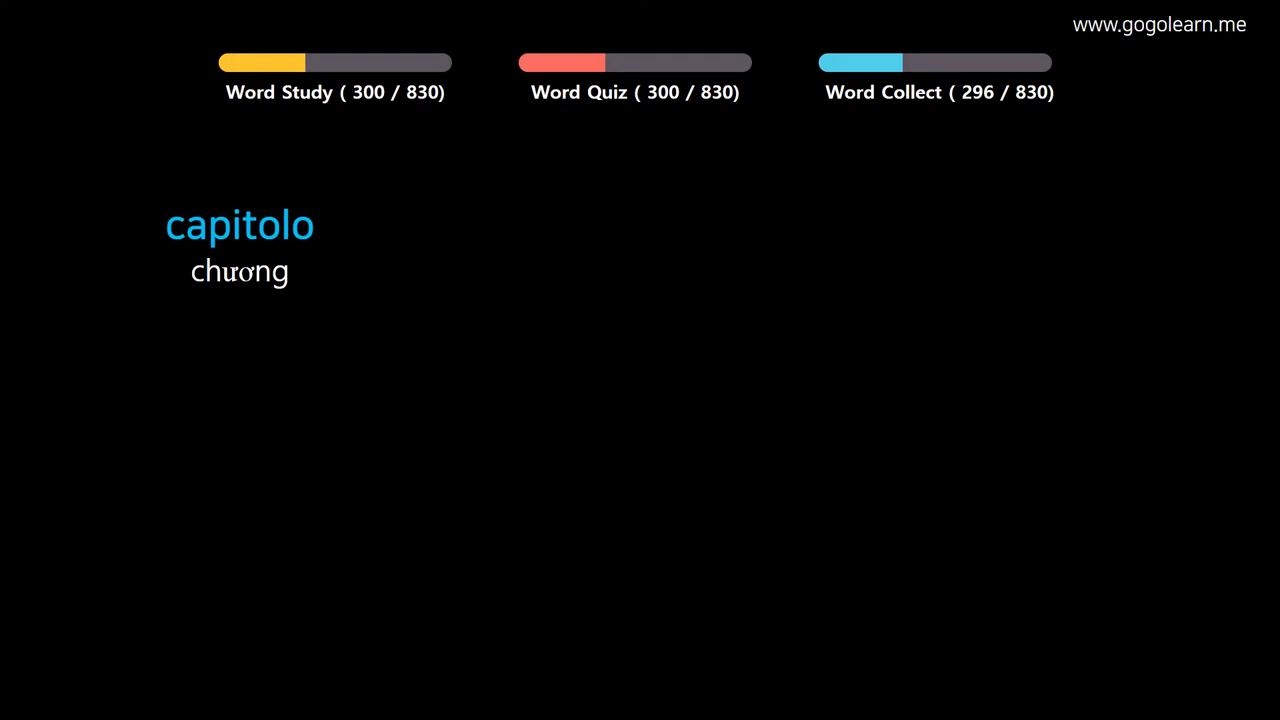 www.gogolearn.me
Word Study ( 300 / 830)
Word Quiz ( 300 / 830)
Word Collect ( 296 / 830)
capitolo
chương